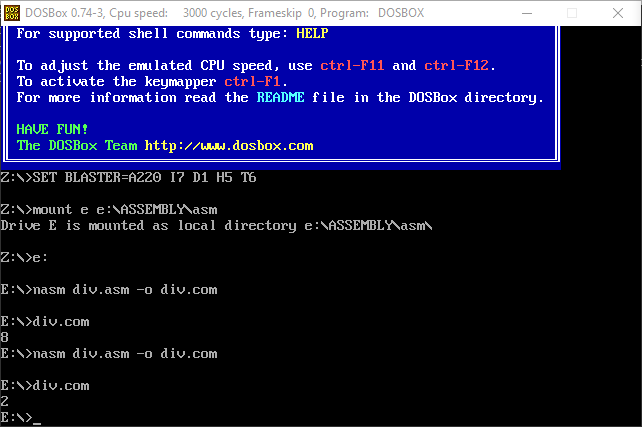 DOSBox 0.74-3, Cpu speed: 3000 cycles, Frameskip 0, Program: DOSBOX
For supported shell commands type: HELP
To adjust the emulated CPU speed, use ctrl-F11 and ctrl-F12.
To activate the keymapper ctrl-F1.
For more information read the README file in the DOSBox directory.
HAVE FUN!
The DOSBox Team http://www.dosbox.com
Z:\>SET BLASTER=A220 I7 D1 H5 T6
Z:\>mount e e:\ASSEMBLY\asm
Drive E is mounted as local directory e:\ASSEMBLY\asm\
Z:\>e:
E:\>nasm div.asm -o div.com
E:\>div.com
8
E:\>nasm div.asm -o div.com
E:\>div.com
2
E:\>_